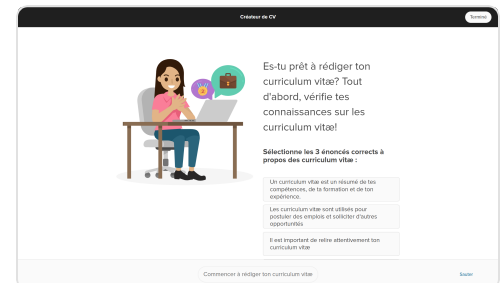 Créateur de CV
Terminé
Es-tu prêt à rédiger ton
curriculum vitæ? Tout
d'abord, vérifie tes
connaissances sur les
curriculum vitæ!
Sélectionne les 3 énoncés corrects à
propos des curriculum vitæ :
Un curriculum vitæ est un résumé de tes
compétences, de ta formation et de ton
expérience.
Les curriculum vitæ sont utilisés pour
postuler des emplois et solliciter d'autres
opportunités
Il est important de relire attentivement ton
curriculum vitæ
Commencer à rédiger ton curriculum vitæ
Sauter